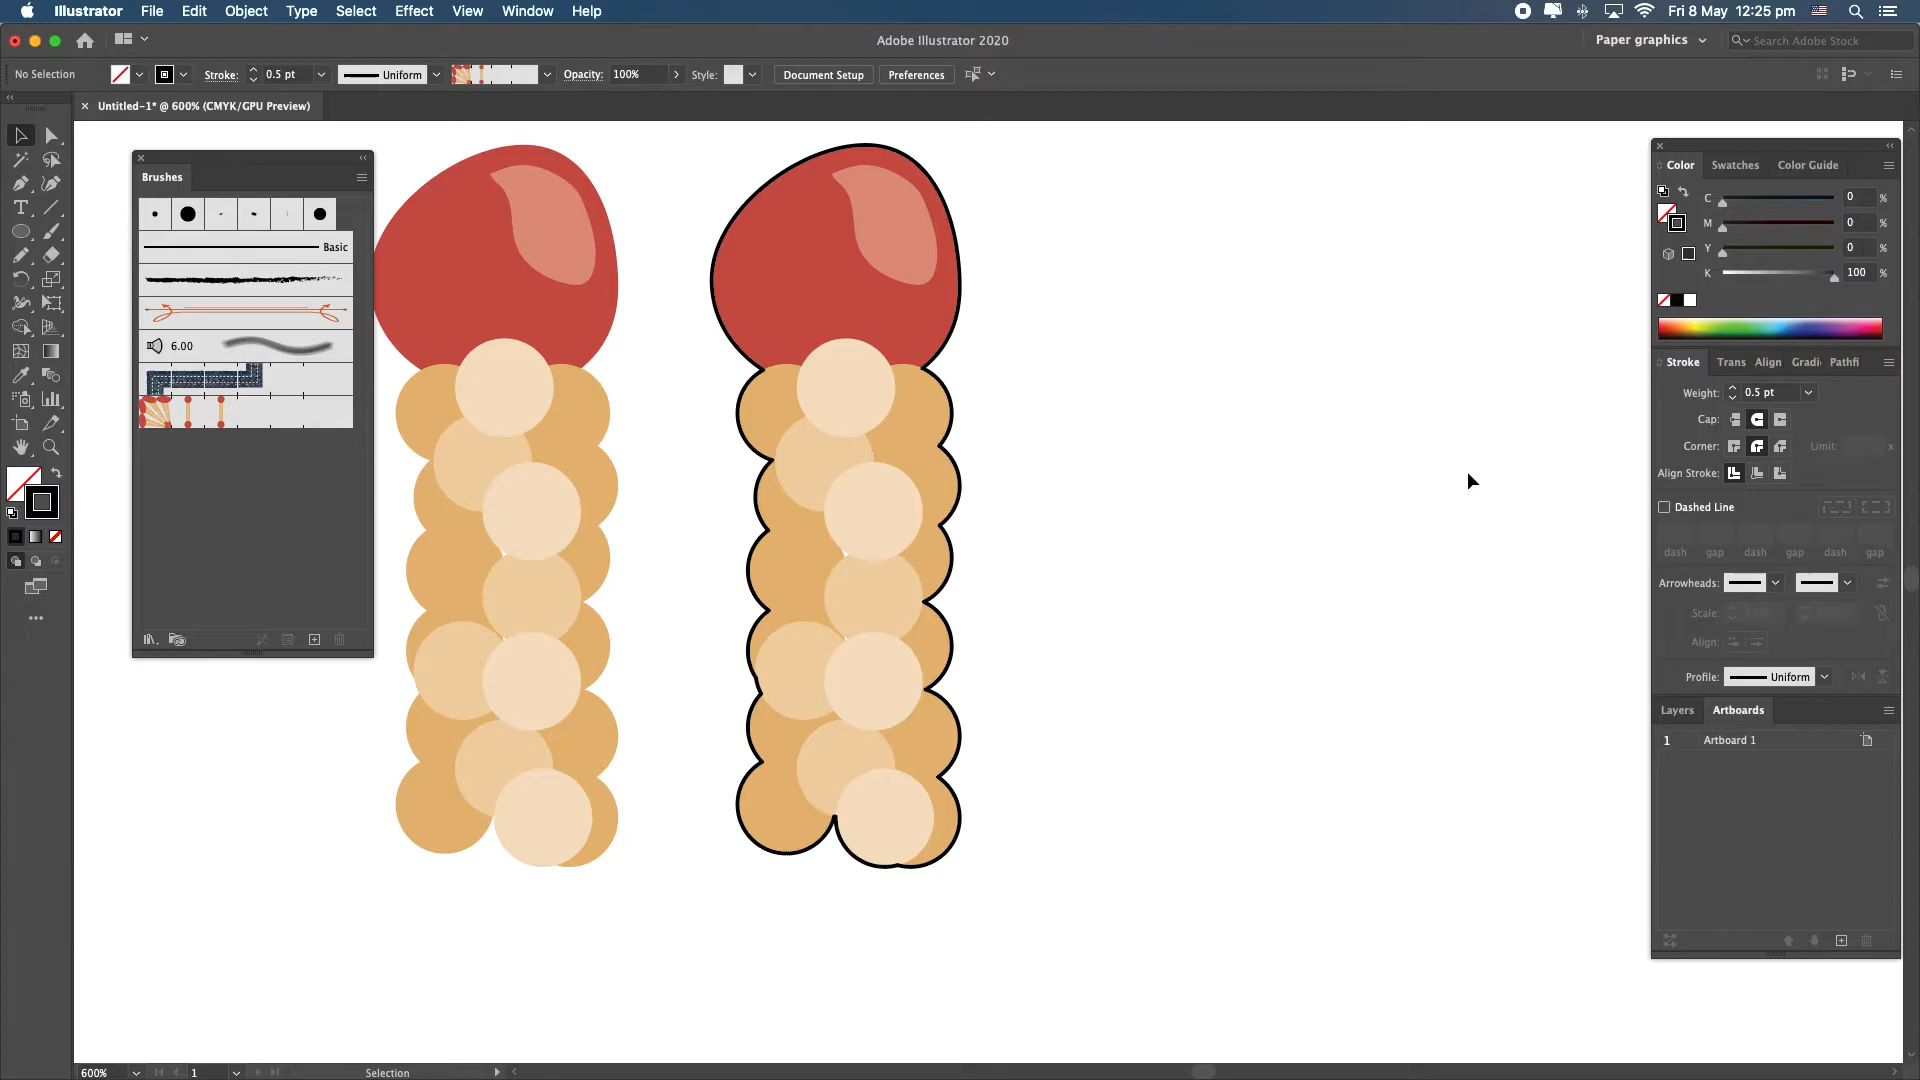 Illustrator File Edit Object Type Select Effect View Window Help
Fri 8 May 12:25 pm
Adobe Illustrator 2020
Paper graphics
Search Adobe Stock
No Selection
Stroke:
0.5 pt
Uniform
Opacity:
100%
Style:
Document Setup
Preferences
× Untitled-1* @ 600% (CMYK/GPU Preview)
Brushes
Basic
6.00
Color
Swatches
Color Guide
C
0
%
M
0
%
Y
0
%
K
100
%
Stroke
Trans
Align
Gradi
Pathfi
Weight:
0.5 pt
Cap:
Corner:
Limit:
x
Align Stroke:
Dashed Line
dash gap dash gap dash gap
Arrowheads:
Scale:
Align:
Profile:
Uniform
Layers
Artboards
1
Artboard 1
600%
1
Selection